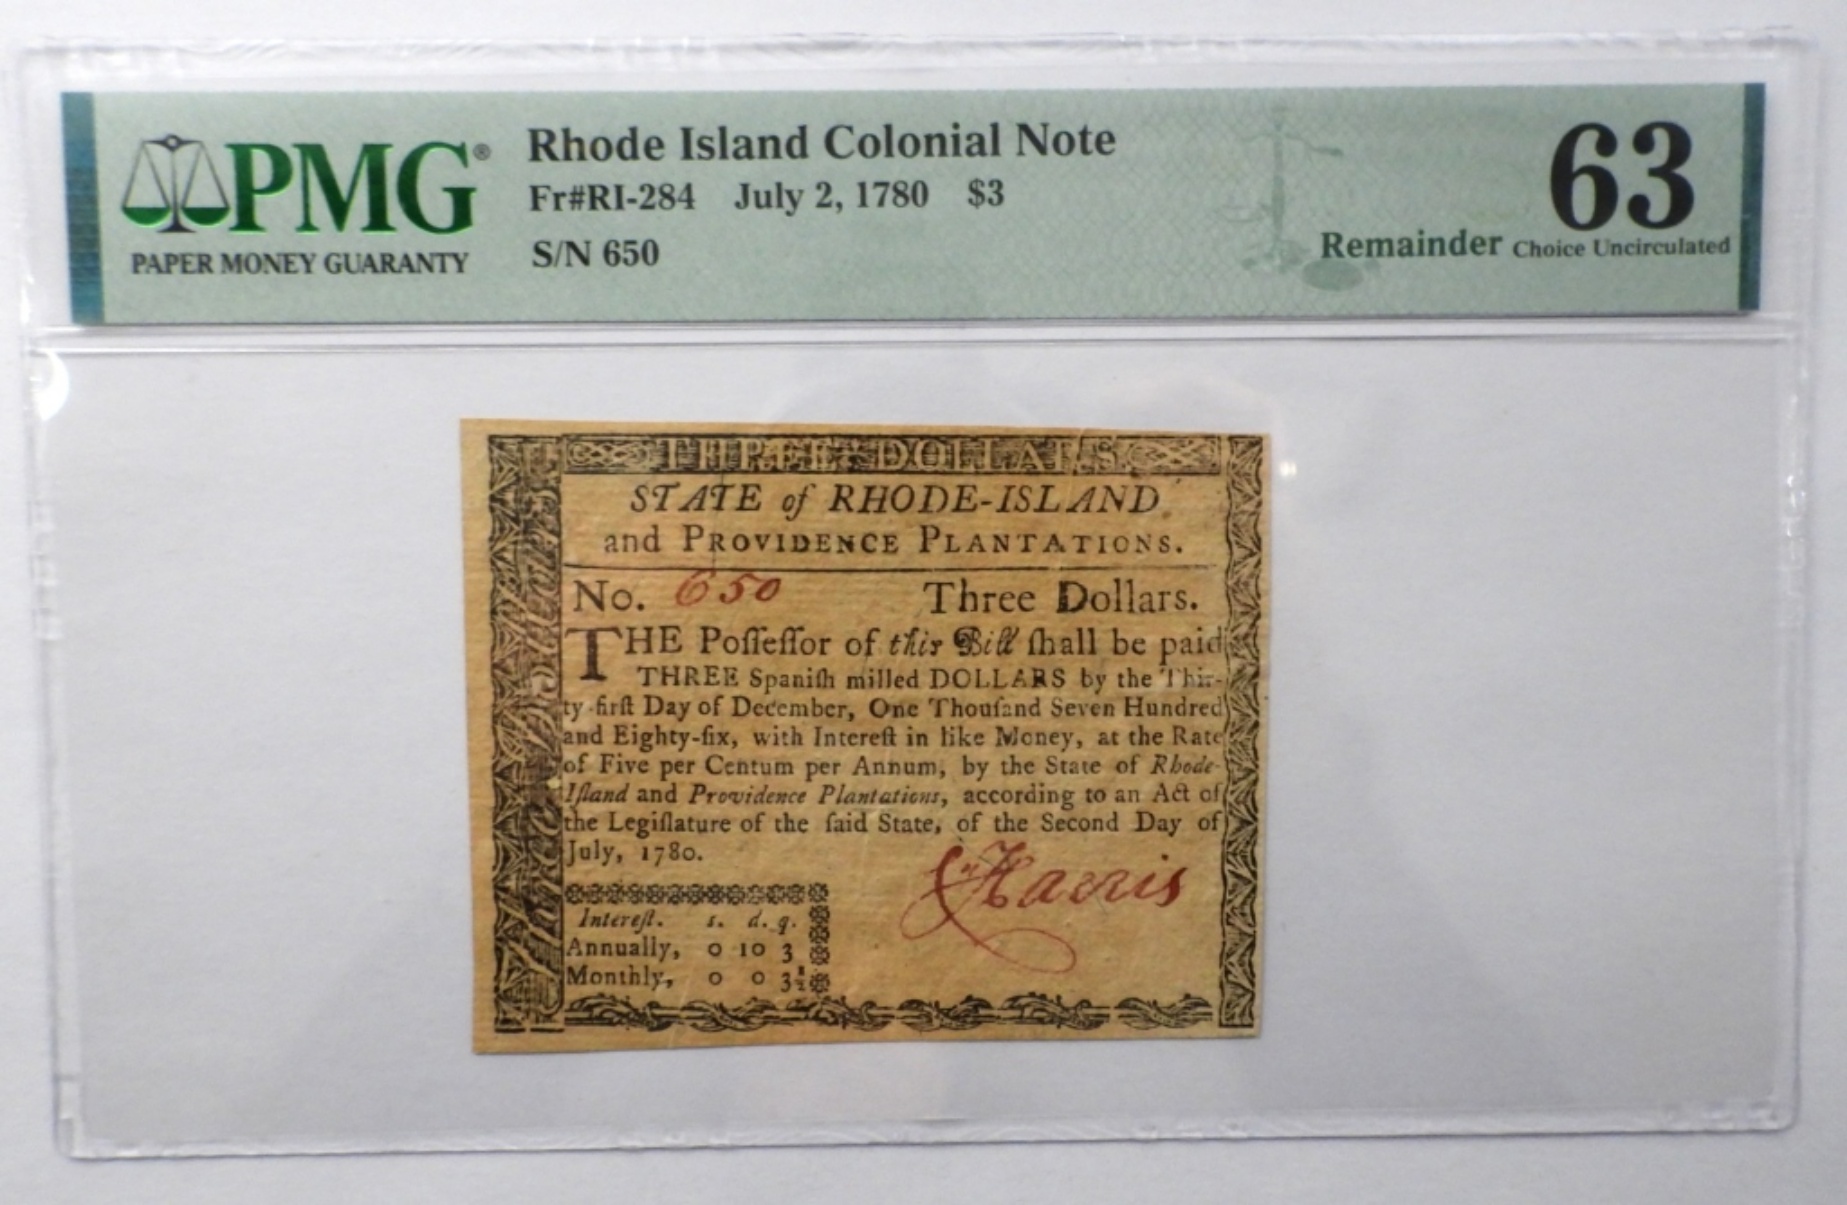 PMG®
PAPER MONEY GUARANTY
Rhode Island Colonial Note
Fr#RI-284 July 2, 1780 $3
S/N 650
63
Remainder Choice Uncirculated
THREE DOLLARS
STATE of RHODE-ISLAND
and PROVIDENCE PLANTATIONS.
No. 650 Three Dollars.
THE Poſſeſſor of this Bill ſhall be paid
THREE Spaniſh milled DOLLARS by the Thir-
ty-firſt Day of December, One Thouſand Seven Hundred
and Eighty-ſix, with Intereſt in like Money, at the Rate
of Five per Centum per Annum, by the State of Rhode-
Iſland and Providence Plantations, according to an Act of
the Legiſlature of the ſaid State, of the Second Day of
July, 1780.
Harris
Intereſt. s. d. q.
Annually, 0 10 3
Monthly, 0 0 3½